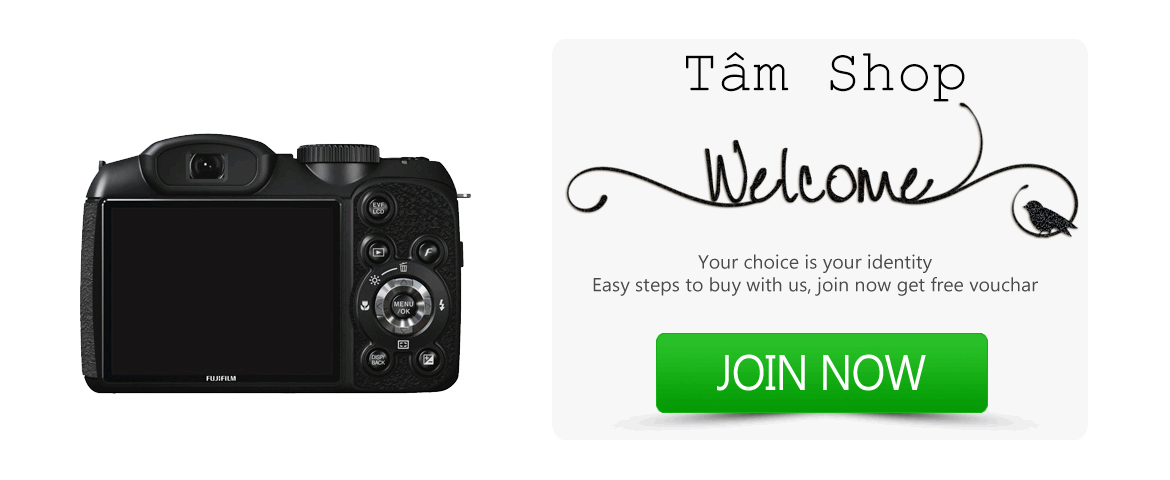 EVF
LCD
F
MENU
/OK
DISP
BACK
FUJIFILM
Tâm Shop
Welcome
Your choice is your identity
Easy steps to buy with us, join now get free vouchar
JOIN NOW